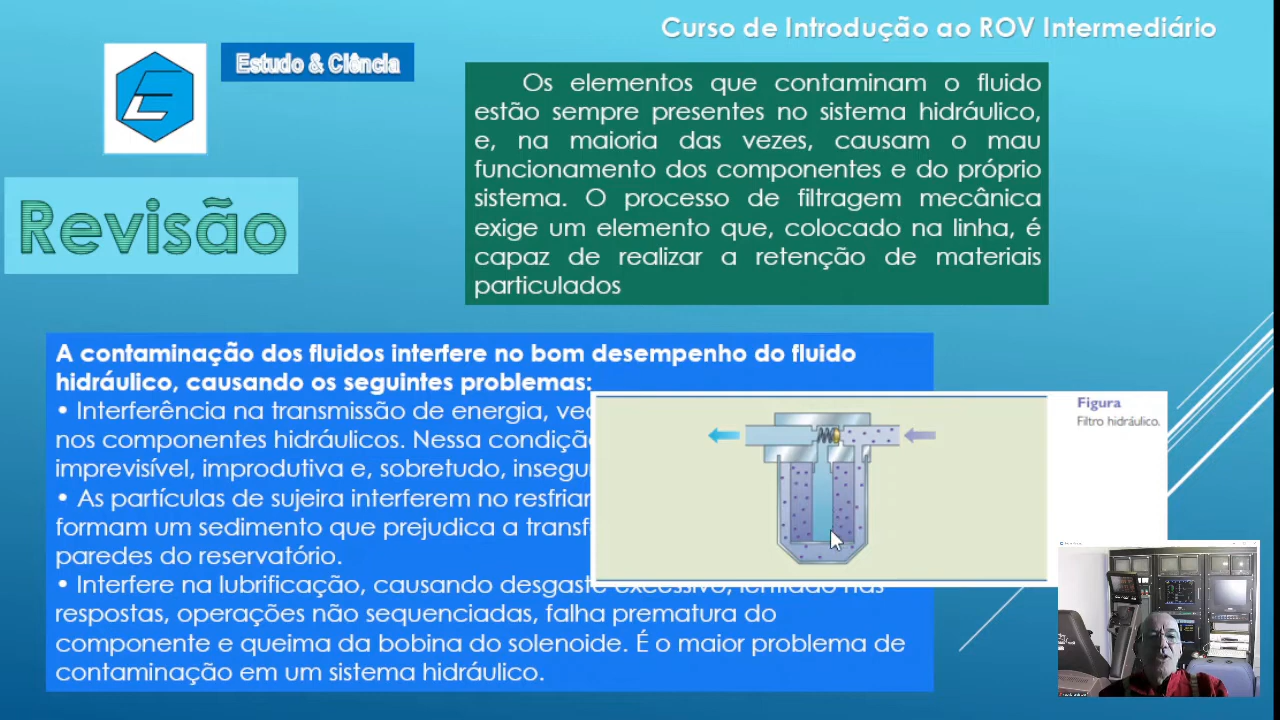 Curso de Introdução ao ROV Intermediário
Estudo & Ciência
Os elementos que contaminam o fluido
estão sempre presentes no sistema hidráulico,
e, na maioria das vezes, causam o mau
funcionamento dos componentes e do próprio
sistema. O processo de filtragem mecânica
exige um elemento que, colocado na linha, é
capaz de realizar a retenção de materiais
particulados
Revisão
A contaminação dos fluidos interfere no bom desempenho do fluido
hidráulico, causando os seguintes problemas:
• Interferência na transmissão de energia,
nos componentes hidráulicos. Nessa
imprevisível, improdutiva e, sobretudo,
• As partículas de sujeira interferem no
formam um sedimento que prejudica a
paredes do reservatório.
• Interfere na lubrificação, causando desgaste excessivo, lentidão nas
respostas, operações não sequenciadas, falha prematura do
componente e queima da bobina do solenoide. É o maior problema de
contaminação em um sistema hidráulico.
Figura
Filtro hidráulico.